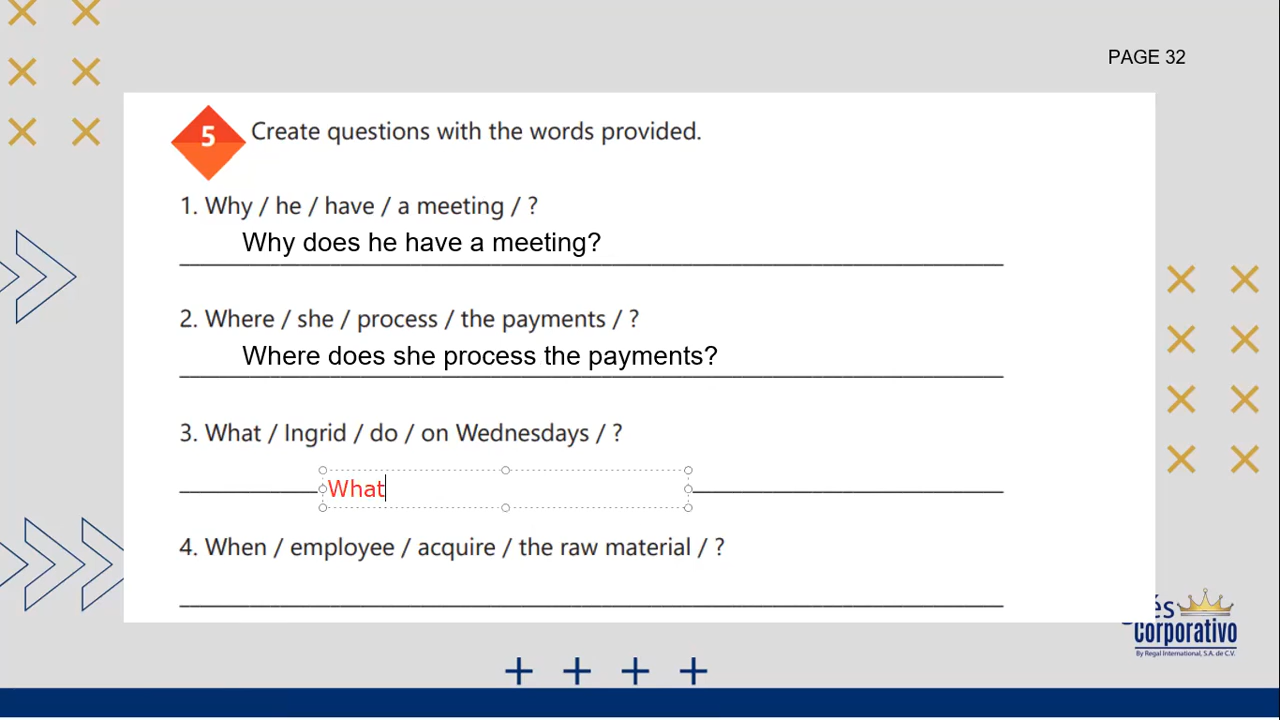 PAGE 32
5 Create questions with the words provided.
1. Why / he / have / a meeting / ?
Why does he have a meeting?
2. Where / she / process / the payments / ?
Where does she process the payments?
3. What / Ingrid / do / on Wednesdays / ?
What
4. When / employee / acquire / the raw material / ?
és
Corporativo
By Regal International, S.A. de C.V.